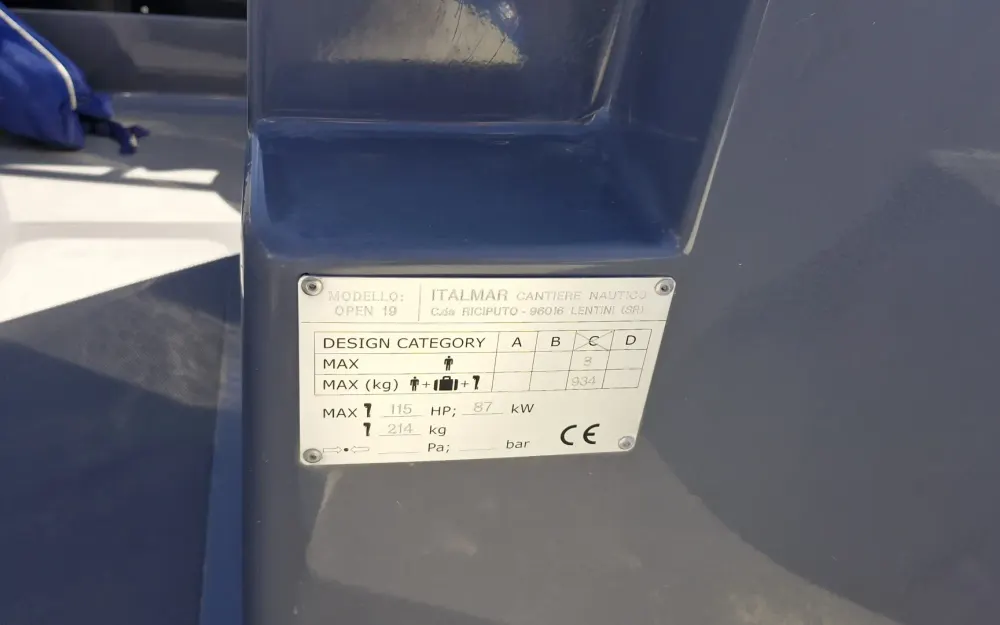 MODELLO:
OPEN 19
ITALMAR CANTIERE NAUTICO
C.da RICIPUTO - 96016 LENTINI (SR)
DESIGN CATEGORY A B C D
MAX 8
MAX (kg) + + 934
MAX 115 HP; 87 kW
214 kg
Pa; bar
CE